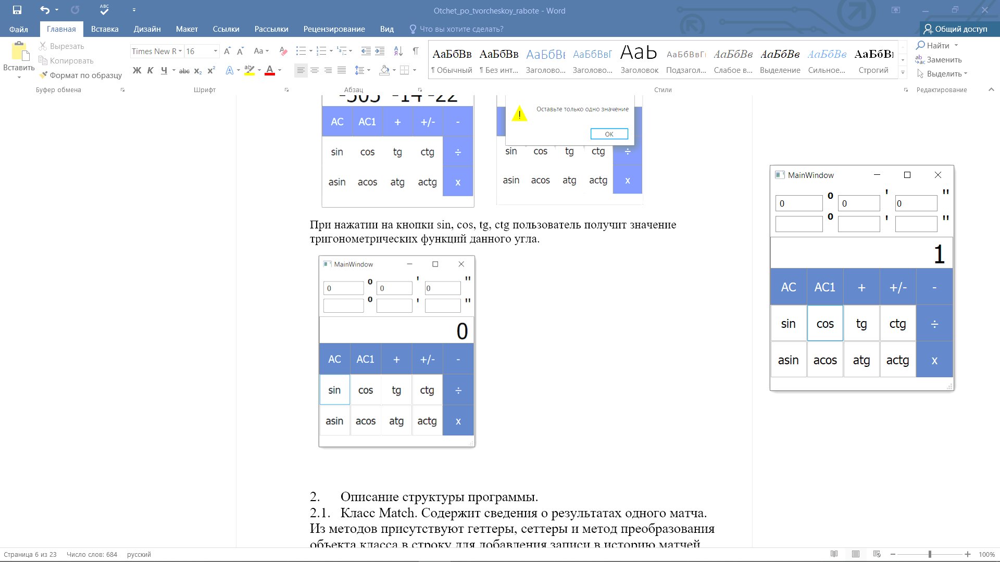 Otchet_po_tvorcheskoy_rabote - Word
Файл Главная Вставка Дизайн Макет Ссылки Рассылки Рецензирование Вид Что вы хотите сделать? Общий доступ
Вставить
Вырезать
Копировать
Формат по образцу
Буфер обмена
Times New R 16
Aa
Ж К Ч abc x₂ x²
Шрифт
Абзац
АаБбВв АаБбВв АаБбВв АаБбВвГ АаЬ АаБбВвГг АаБбВв АаБбВв АаБбВв АаБбВв
¶ Обычный ¶ Без инт... Заголово... Заголово... Заголовок Подзагол... Слабое в... Выделение Сильное... Строгий
Стили
Найти
Заменить
Выделить
Редактирование
-505 -14 -22
AC AC1 + +/- -
sin cos tg ctg ÷
asin acos atg actg x
Оставьте только одно значение
OK
sin cos tg ctg ÷
asin acos atg actg x
При нажатии на кнопки sin, cos, tg, ctg пользователь получит значение
тригонометрических функций данного угла.
MainWindow
0 o 0 ' 0 "
o ' "
0
AC AC1 + +/- -
sin cos tg ctg ÷
asin acos atg actg x
MainWindow
0 o 0 ' 0 "
o ' "
1
AC AC1 + +/- -
sin cos tg ctg ÷
asin acos atg actg x
2. Описание структуры программы.
2.1. Класс Match. Содержит сведения о результатах одного матча.
Из методов присутствуют геттеры, сеттеры и метод преобразования
объекта класса в строку для добавления записи в историю матчей
Страница 6 из 23 Число слов: 684 русский 100%